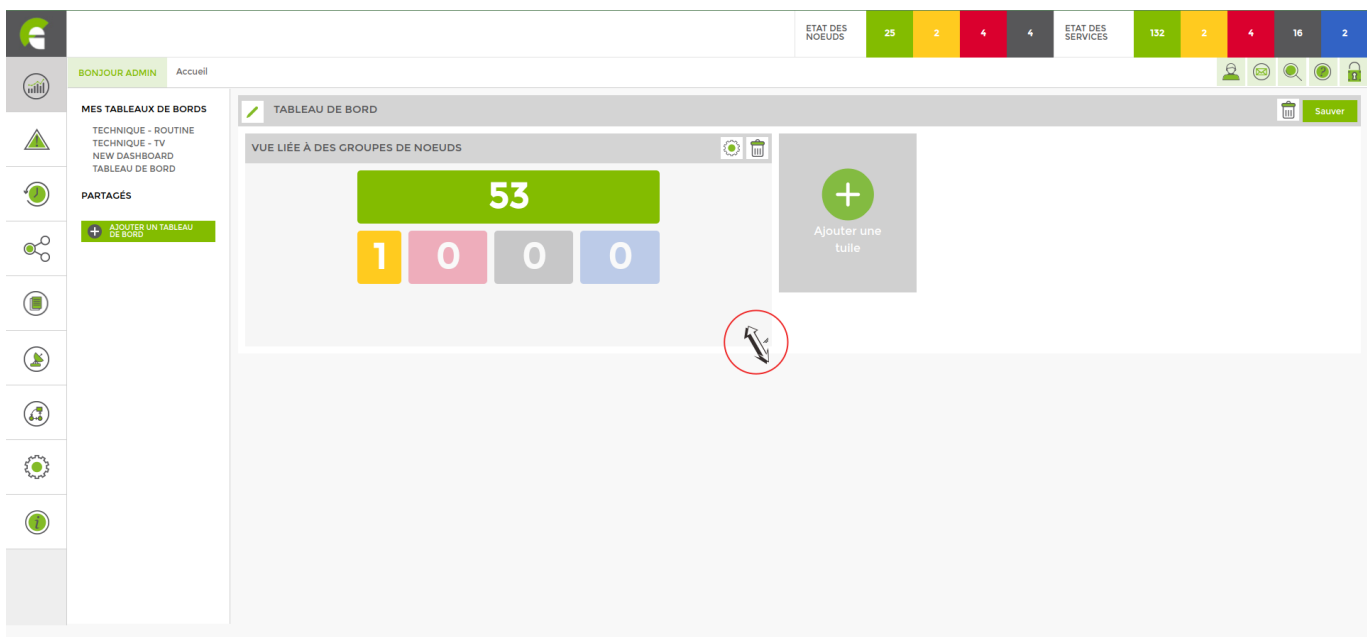 ETAT DES
NOEUDS
25
2
4
4
ETAT DES
SERVICES
132
2
4
16
2
BONJOUR ADMIN
Accueil
MES TABLEAUX DE BORDS
TECHNIQUE - ROUTINE
TECHNIQUE - TV
NEW DASHBOARD
TABLEAU DE BORD
PARTAGÉS
AJOUTER UN TABLEAU
DE BORD
TABLEAU DE BORD
Sauver
VUE LIÉE À DES GROUPES DE NOEUDS
53
1
0
0
0
Ajouter une
tuile